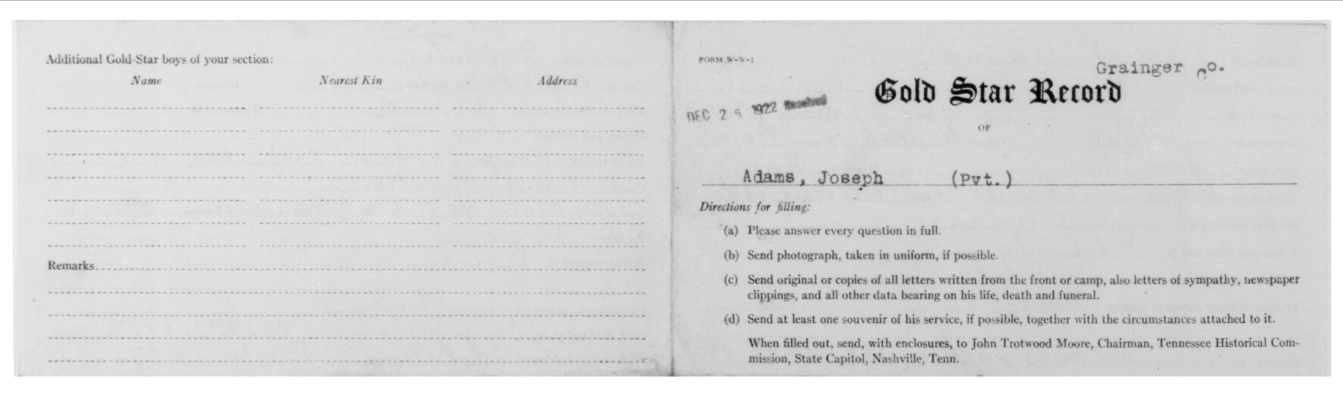 Additional Gold-Star boys of your section:
Name Nearest Kin Address
Remarks
FORM W-W-1
Grainger Co.
Gold Star Record
DEC 2 1922 Received
OF
Adams, Joseph (Pvt.)
Directions for filling:
(a) Please answer every question in full.
(b) Send photograph, taken in uniform, if possible.
(c) Send original or copies of all letters written from the front or camp, also letters of sympathy, newspaper
clippings, and all other data bearing on his life, death and funeral.
(d) Send at least one souvenir of his service, if possible, together with the circumstances attached to it.
When filled out, send, with enclosures, to John Trotwood Moore, Chairman, Tennessee Historical Com-
mission, State Capitol, Nashville, Tenn.